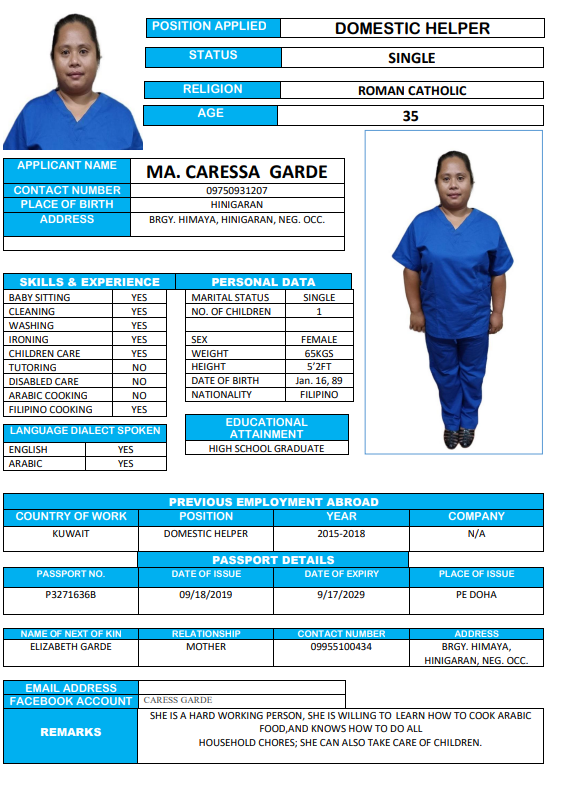 POSITION APPLIED DOMESTIC HELPER
STATUS SINGLE
RELIGION ROMAN CATHOLIC
AGE 35
APPLICANT NAME MA. CARESSA GARDE
CONTACT NUMBER 09750931207
PLACE OF BIRTH HINIGARAN
ADDRESS BRGY. HIMAYA, HINIGARAN, NEG. OCC.
SKILLS & EXPERIENCE
BABY SITTING YES
CLEANING YES
WASHING YES
IRONING YES
CHILDREN CARE YES
TUTORING NO
DISABLED CARE NO
ARABIC COOKING NO
FILIPINO COOKING YES
LANGUAGE DIALECT SPOKEN
ENGLISH YES
ARABIC YES
PERSONAL DATA
MARITAL STATUS SINGLE
NO. OF CHILDREN 1
SEX FEMALE
WEIGHT 65KGS
HEIGHT 5’2FT
DATE OF BIRTH Jan. 16, 89
NATIONALITY FILIPINO
EDUCATIONAL
ATTAINMENT
HIGH SCHOOL GRADUATE
PREVIOUS EMPLOYMENT ABROAD
COUNTRY OF WORK POSITION YEAR COMPANY
KUWAIT DOMESTIC HELPER 2015-2018 N/A
PASSPORT DETAILS
PASSPORT NO. DATE OF ISSUE DATE OF EXPIRY PLACE OF ISSUE
P3271636B 09/18/2019 9/17/2029 PE DOHA
NAME OF NEXT OF KIN RELATIONSHIP CONTACT NUMBER ADDRESS
ELIZABETH GARDE MOTHER 09955100434 BRGY. HIMAYA,
HINIGARAN, NEG. OCC.
EMAIL ADDRESS
FACEBOOK ACCOUNT CARESS GARDE
REMARKS
SHE IS A HARD WORKING PERSON, SHE IS WILLING TO LEARN HOW TO COOK ARABIC
FOOD,AND KNOWS HOW TO DO ALL
HOUSEHOLD CHORES; SHE CAN ALSO TAKE CARE OF CHILDREN.